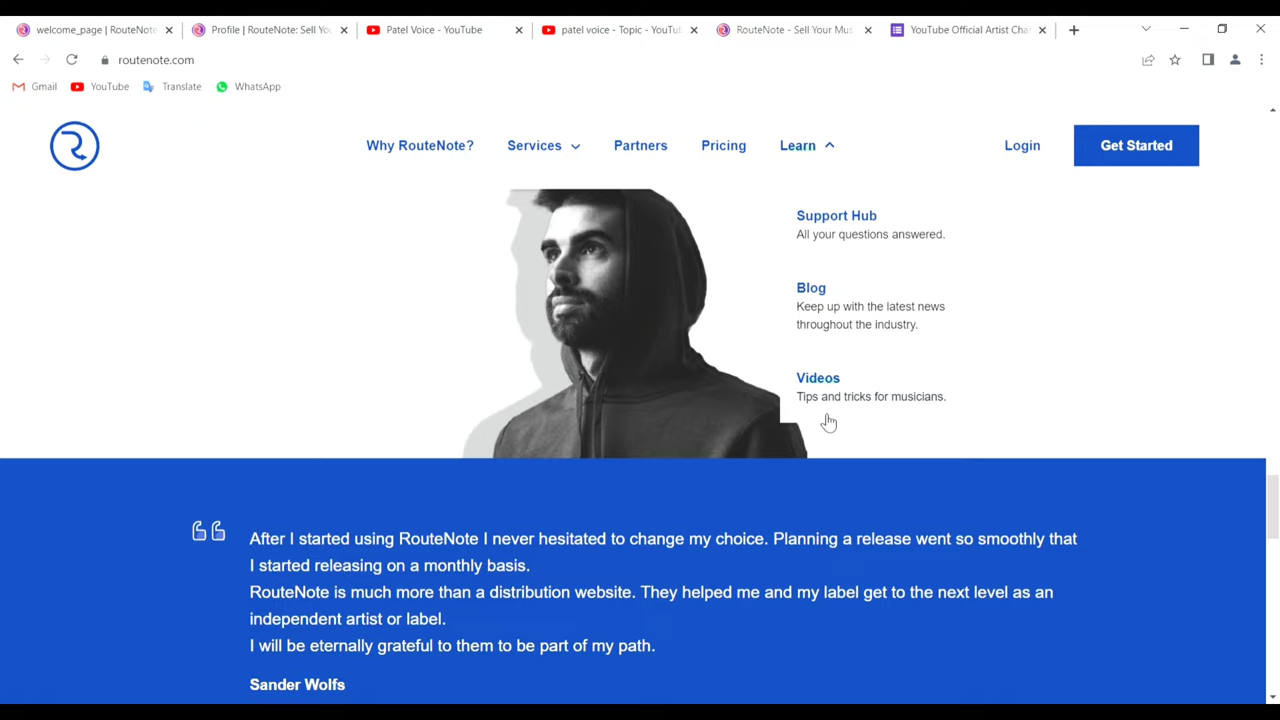 welcome_page | RouteNote
Profile | RouteNote: Sell Yo
Patel Voice - YouTube
patel voice - Topic - YouTu
RouteNote - Sell Your Mus
YouTube Official Artist Cha
routenote.com
Gmail
YouTube
Translate
WhatsApp
Why RouteNote?
Services
Partners
Pricing
Learn
Login
Get Started
Support Hub
All your questions answered.
Blog
Keep up with the latest news
throughout the industry.
Videos
Tips and tricks for musicians.
After I started using RouteNote I never hesitated to change my choice. Planning a release went so smoothly that
I started releasing on a monthly basis.
RouteNote is much more than a distribution website. They helped me and my label get to the next level as an
independent artist or label.
I will be eternally grateful to them to be part of my path.
Sander Wolfs